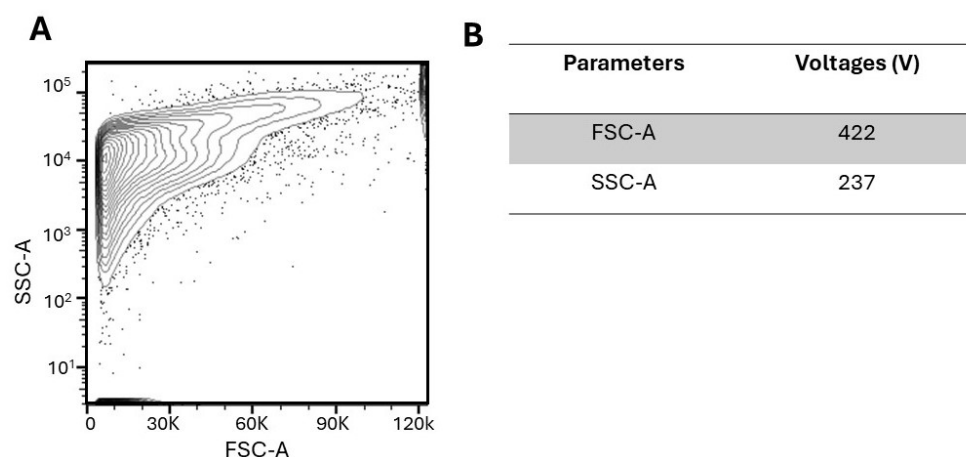 A
B
Parameters Voltages (V)
FSC-A 422
SSC-A 237
10⁵
10⁴
10³
10²
10¹
SSC-A
0 30K 60K 90K 120k
FSC-A